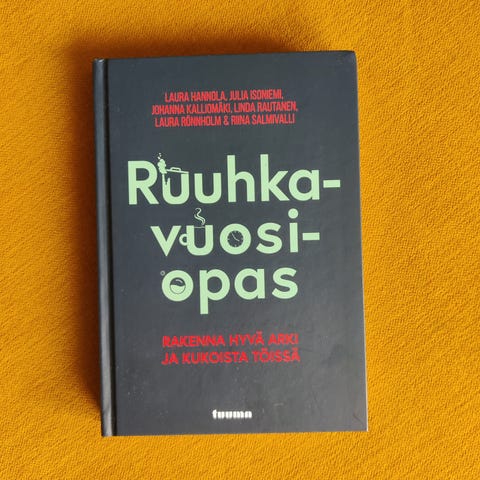 LAURA HANNOLA, JULIA ISONIEMI,
JOHANNA KALLIOMÄKI, LINDA RAUTANEN,
LAURA RÖNNHOLM & RIINA SALMIVALLI
Ruuhka-
vuosi-
opas
RAKENNA HYVÄ ARKI
JA KUKOISTA TÖISSÄ
tuuma